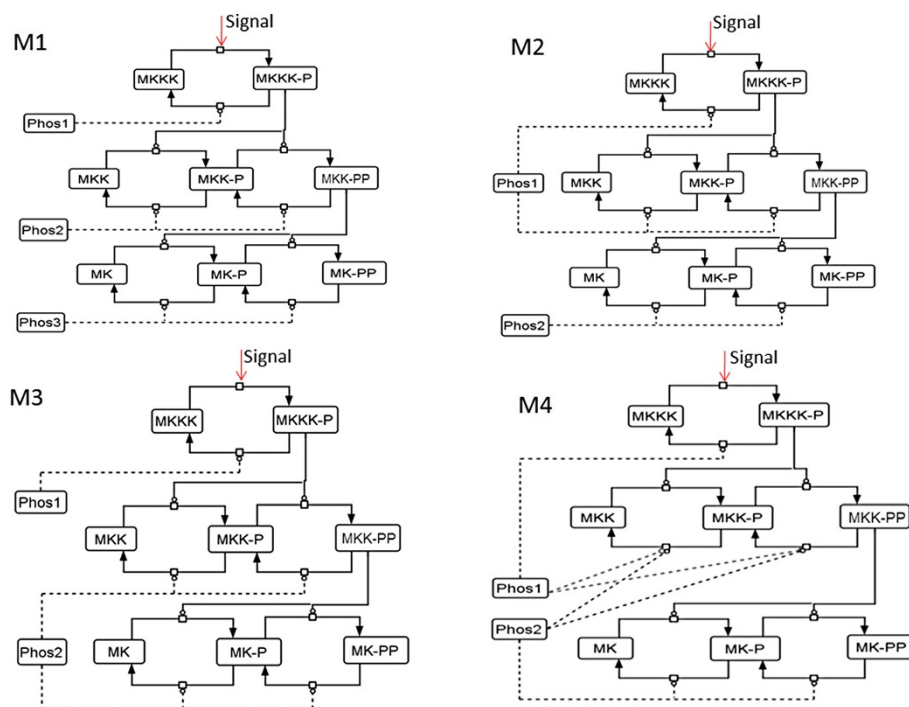 M1
Signal
MKKK
MKKK-P
Phos1
MKK
MKK-P
MKK-PP
Phos2
MK
MK-P
MK-PP
Phos3
M2
Signal
MKKK
MKKK-P
Phos1
MKK
MKK-P
MKK-PP
MK
MK-P
MK-PP
Phos2
M3
Signal
MKKK
MKKK-P
Phos1
MKK
MKK-P
MKK-PP
Phos2
MK
MK-P
MK-PP
M4
Signal
MKKK
MKKK-P
MKK
MKK-P
MKK-PP
Phos1
Phos2
MK
MK-P
MK-PP